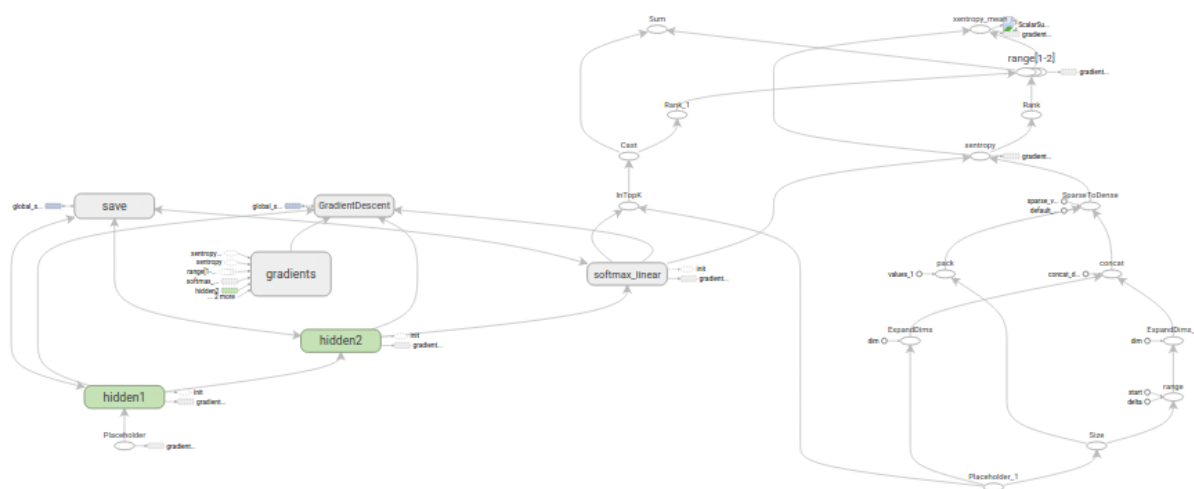 Sum
xentropy_mean
ScalarSu...
gradient...
range[1-2]
gradient...
Rank_1
Rank
Cast
xentropy
gradient...
InTopK
SparseToDense
sparse_v...
default_...
global_s...
save
global_s...
GradientDescent
xentropy...
xentropy
softmax_...
hidden2
... 2 more
gradients
softmax_linear
init
gradient...
values_1
pack
concat_d...
concat
hidden2
init
gradient...
dim
ExpandDims
dim
ExpandDims_
hidden1
init
gradient...
start
delta
range
Placeholder
gradient...
Size
Placeholder_1